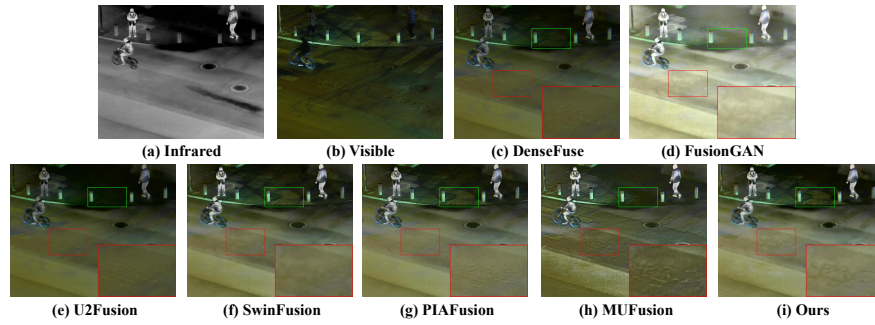 (a) Infrared
(b) Visible
(c) DenseFuse
(d) FusionGAN
(e) U2Fusion
(f) SwinFusion
(g) PIAFusion
(h) MUFusion
(i) Ours